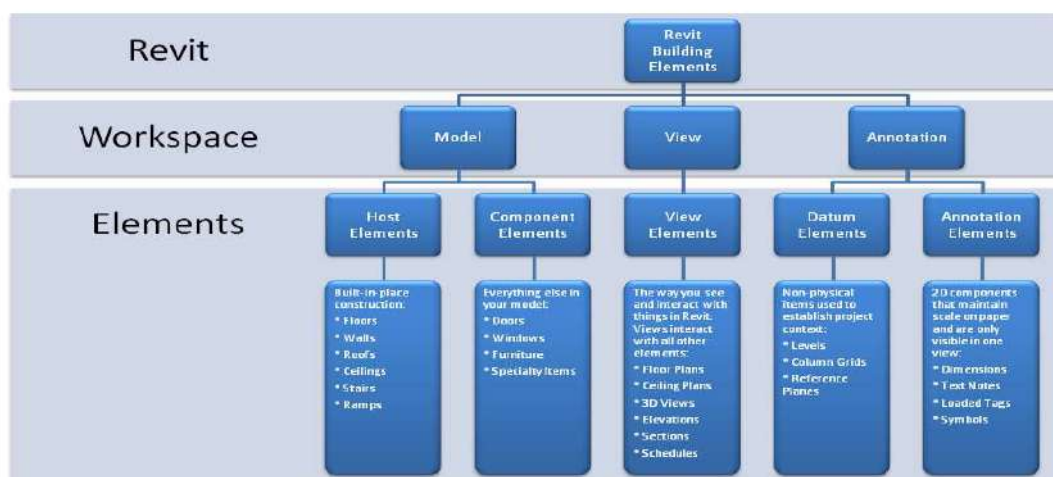 Revit
Revit
Building
Elements
Workspace
Model
View
Annotation
Elements
Host
Elements
Component
Elements
View
Elements
Datum
Elements
Annotation
Elements
Built-in-place
construction:
* Floors
* Walls
* Roofs
* Ceilings
* Stairs
* Ramps
Everything else in
your model:
* Doors
* Windows
* Furniture
* Specialty Items
The way you see
and interact with
things in Revit.
Views interact
with all other
elements:
* Floor Plans
* Ceiling Plans
* 3D Views
* Elevations
* Sections
* Schedules
Non-physical
items used to
establish project
context:
* Levels
* Column Grids
* Reference
Planes
2D components
that maintain
scale on paper
and are only
visible in one
view:
* Dimensions
* Text Notes
* Loaded Tags
* Symbols